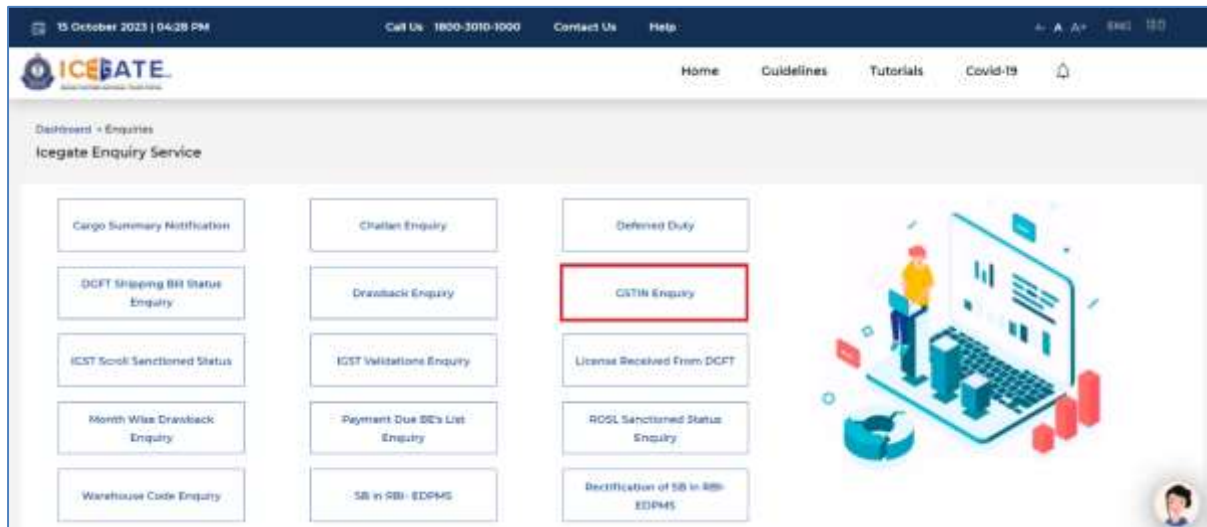 15 October 2023 | 04:28 PM
Call Us 1800-3010-1000
Contact Us
Help
A- A A+
ICEGATE
Home
Guidelines
Tutorials
Covid-19
Dashboard
Enquiries
Icegate Enquiry Service
Cargo Summary Notification
Challan Enquiry
Deferred Duty
DGFT Shipping Bill Status
Enquiry
Drawback Enquiry
GSTIN Enquiry
IGST Scroll Sanctioned Status
IGST Validations Enquiry
License Received From DGFT
Month Wise Drawback
Enquiry
Payment Due BE's List
Enquiry
ROSL Sanctioned Status
Enquiry
Warehouse Code Enquiry
SB in RBI- EDPMS
Rectification of SB in RBI-
EDPMS